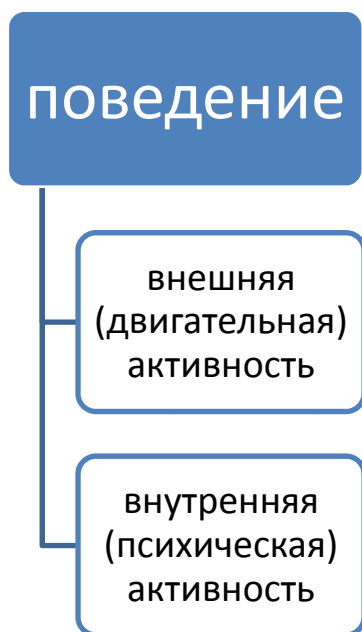 поведение
внешняя
(двигательная)
активность
внутренняя
(психическая)
активность